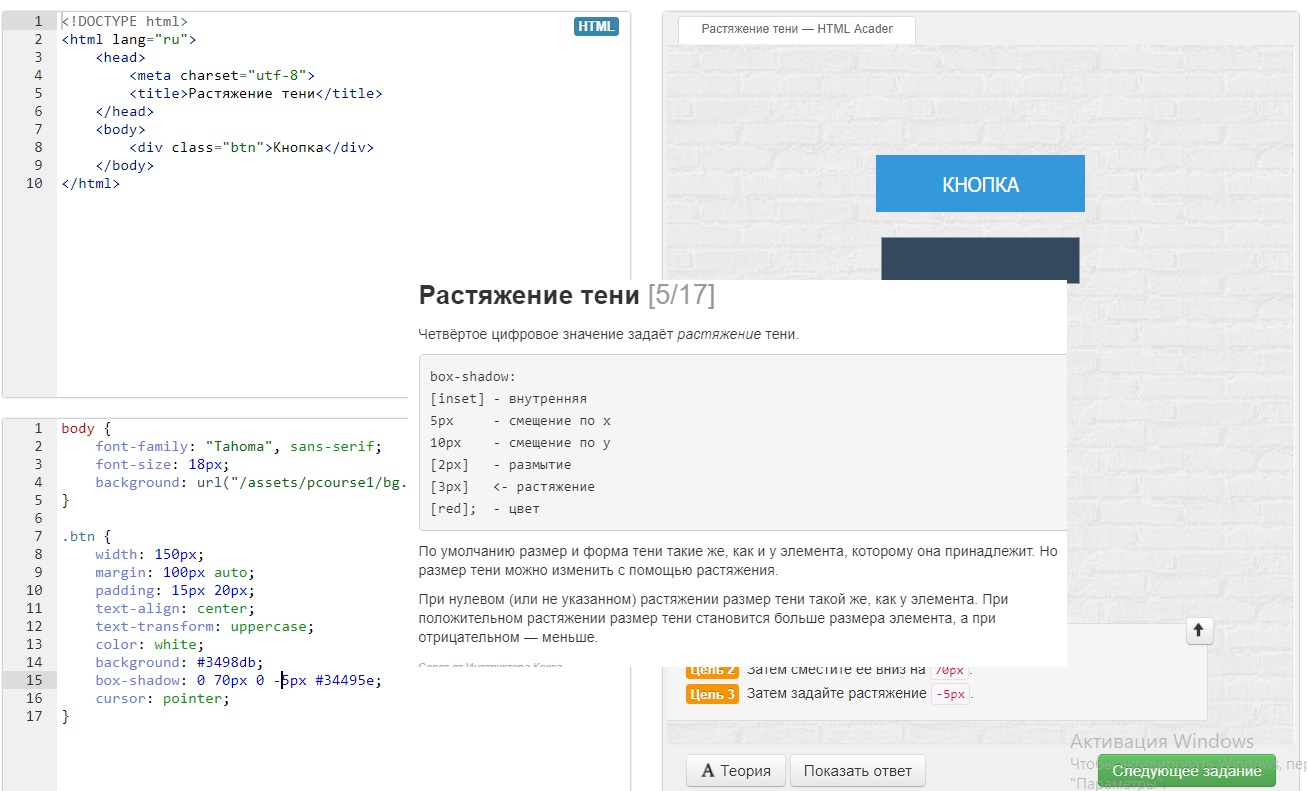 1 <!DOCTYPE html>
HTML
2 <html lang="ru">
3 <head>
4 <meta charset="utf-8">
5 <title>Растяжение тени</title>
6 </head>
7 <body>
8 <div class="btn">Кнопка</div>
9 </body>
10 </html>
1 body {
2 font-family: "Tahoma", sans-serif;
3 font-size: 18px;
4 background: url("/assets/pcourse1/bg.
5 }
6
7 .btn {
8 width: 150px;
9 margin: 100px auto;
10 padding: 15px 20px;
11 text-align: center;
12 text-transform: uppercase;
13 color: white;
14 background: #3498db;
15 box-shadow: 0 70px 0 -5px #34495e;
16 cursor: pointer;
17 }
Растяжение тени — HTML Academ
КНОПКА
Растяжение тени [5/17]
Четвёртое цифровое значение задаёт растяжение тени.
box-shadow:
[inset] - внутренняя
5px - смещение по x
10px - смещение по y
[2px] - размытие
[3px] <- растяжение
[red]; - цвет
По умолчанию размер и форма тени такие же, как и у элемента, которому она принадлежит. Но
размер тени можно изменить с помощью растяжения.
При нулевом (или не указанном) растяжении размер тени такой же, как у элемента. При
положительном растяжении размер тени становится больше размера элемента, а при
отрицательном — меньше.
Цель 2 Затем сместите её вниз на 70px.
Цель 3 Затем задайте растяжение -5px.
A Теория
Показать ответ
Следующее задание
Активация Windows
"Параметры".